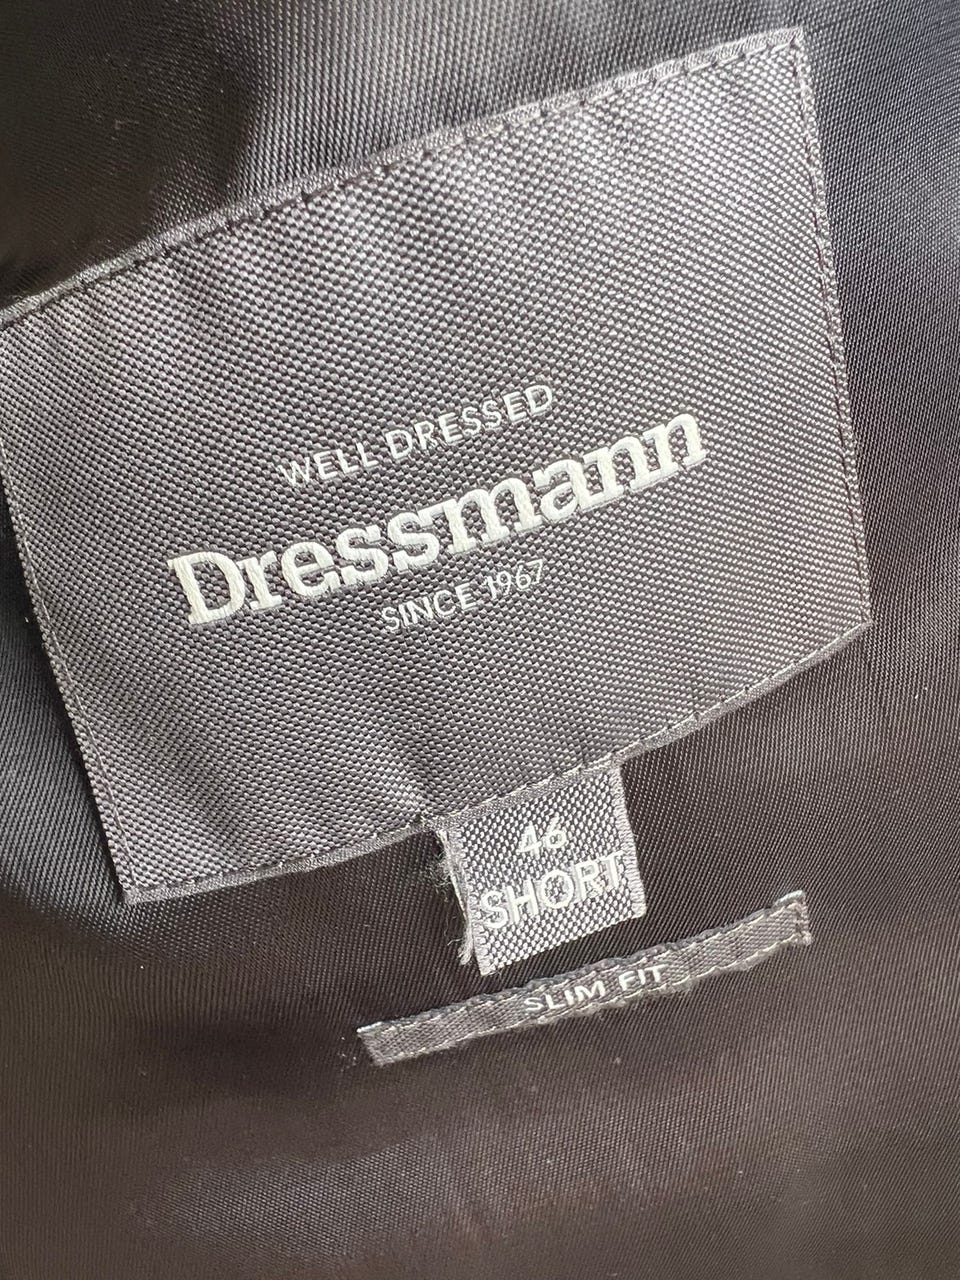 WELL DRESSED
Dressmann
SINCE 1967
46
SHORT
SLIM FIT